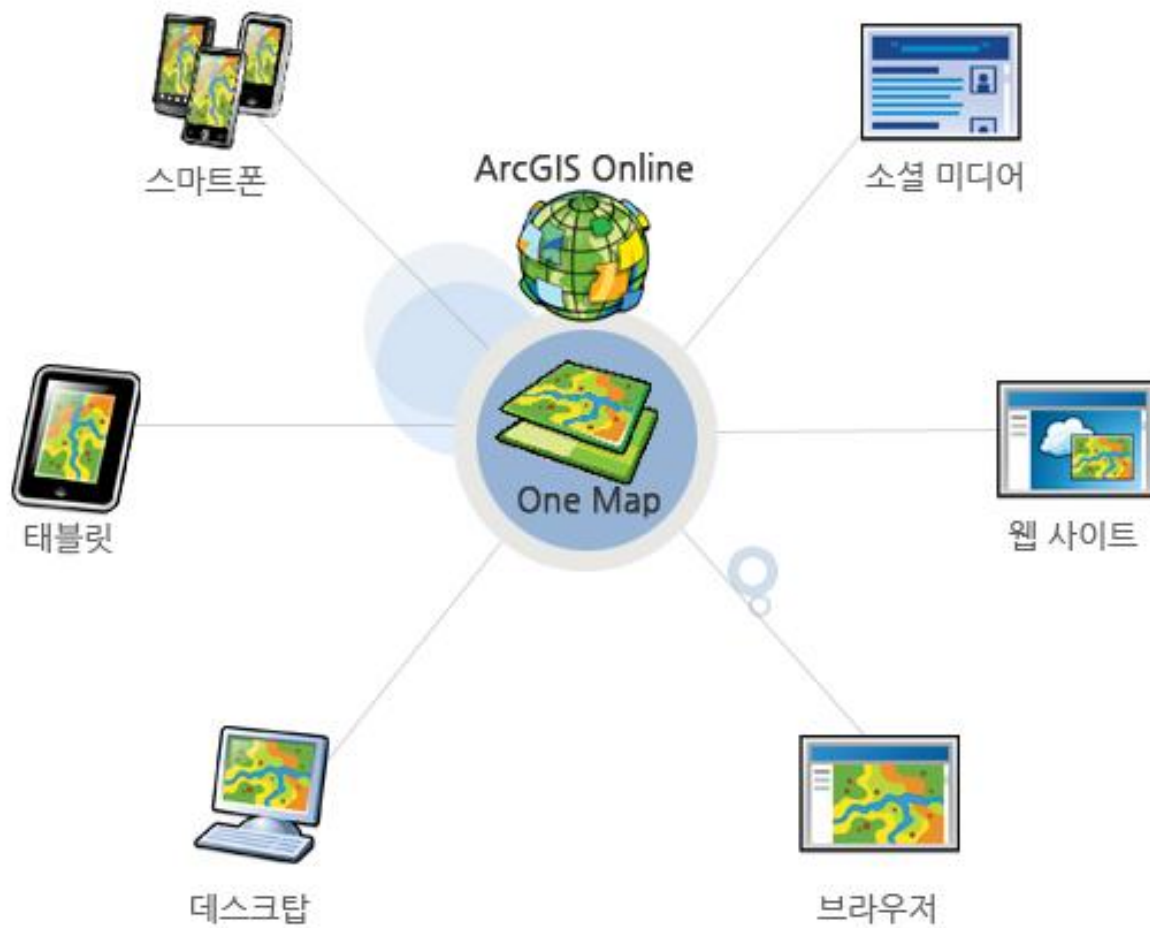 스마트폰
소셜 미디어
ArcGIS Online
One Map
태블릿
웹 사이트
데스크탑
브라우저